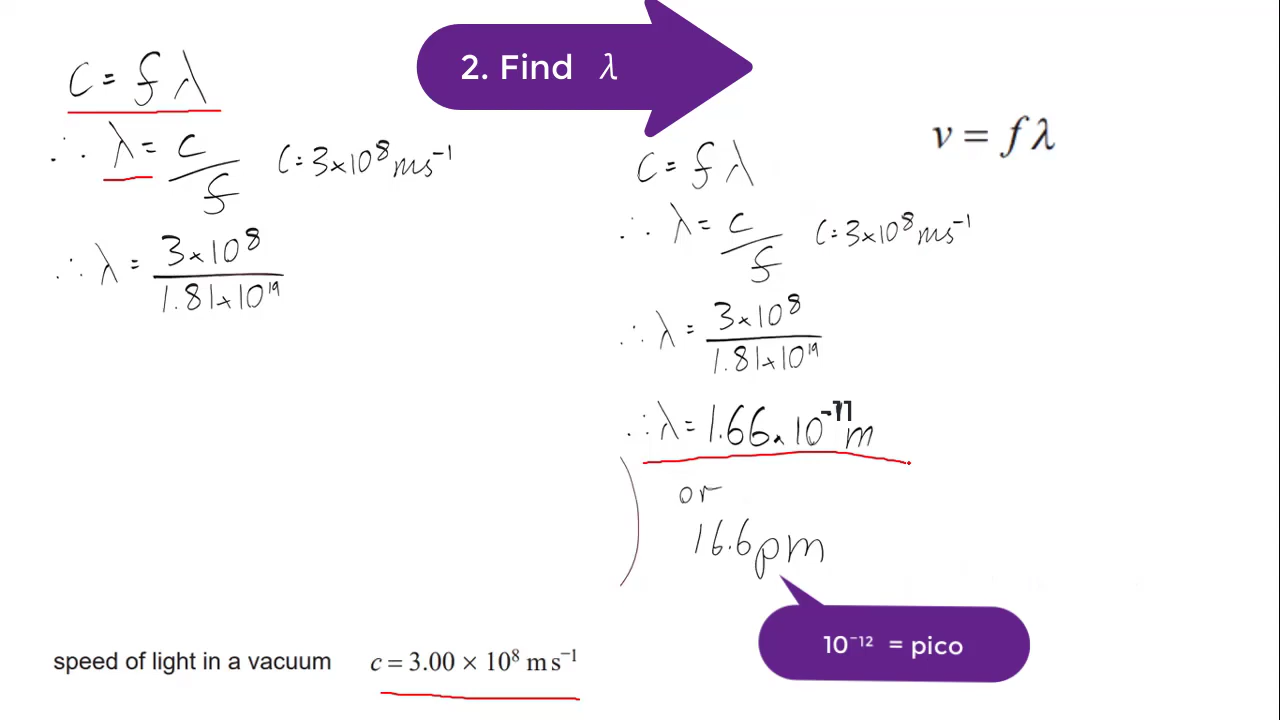 2. Find λ
c = f λ
∴ λ = c/f c = 3×10⁸ ms⁻¹
∴ λ = 3×10⁸ / 1.81×10¹⁹
v = f λ
c = f λ
∴ λ = c/f c = 3×10⁸ ms⁻¹
∴ λ = 3×10⁸ / 1.81×10¹⁹
∴ λ = 1.66×10⁻¹¹ m
or
16.6pm
10⁻¹² = pico
speed of light in a vacuum c = 3.00 × 10⁸ m s⁻¹